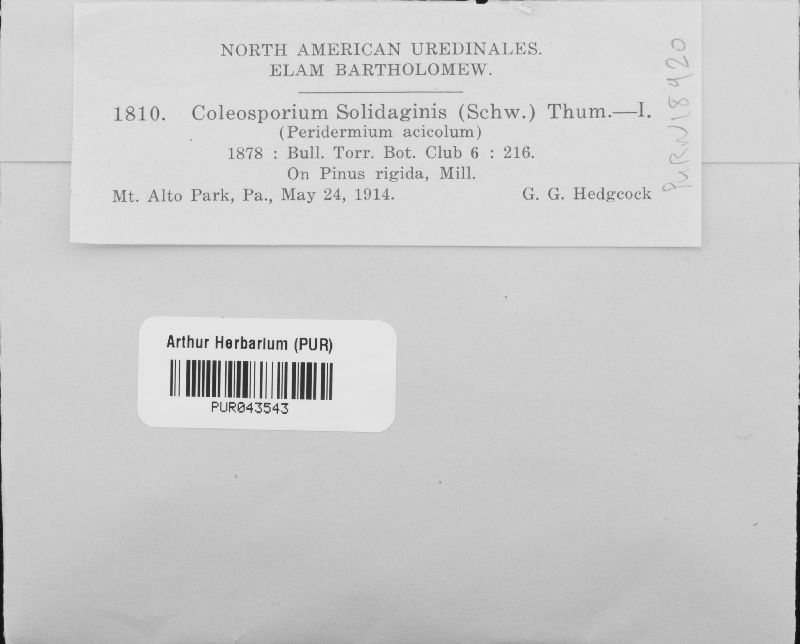 NORTH AMERICAN UREDINALES.
ELAM BARTHOLOMEW.
1810. Coleosporium Solidaginis (Schw.) Thum.—I.
(Peridermium acicolum)
1878 : Bull. Torr. Bot. Club 6 : 216.
On Pinus rigida, Mill.
Mt. Alto Park, Pa., May 24, 1914. G. G. Hedgcock
PURN18920
Arthur Herbarium (PUR)
PUR043543